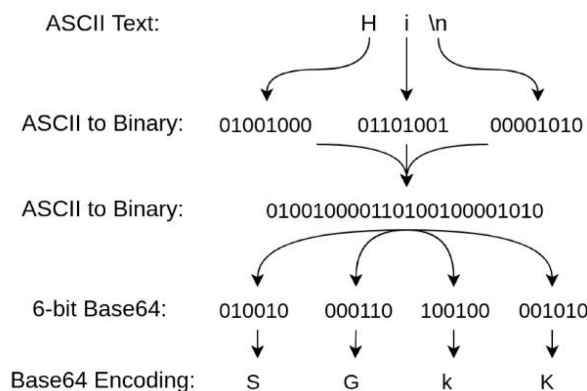 ASCII Text: H i \n
ASCII to Binary: 01001000 01101001 00001010
ASCII to Binary: 010010000110100100001010
6-bit Base64: 010010 000110 100100 001010
Base64 Encoding: S G k K